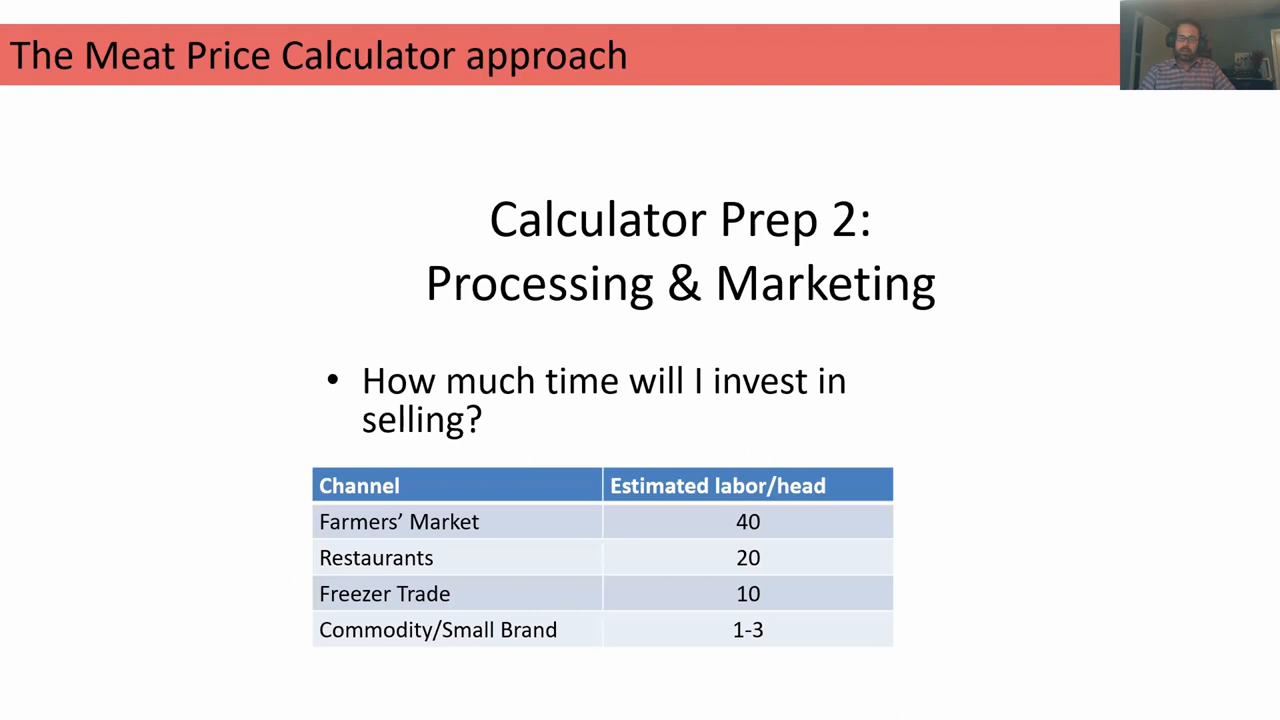 The Meat Price Calculator approach
Calculator Prep 2:
Processing & Marketing
• How much time will I invest in
selling?
Channel Estimated labor/head
Farmers’ Market 40
Restaurants 20
Freezer Trade 10
Commodity/Small Brand 1-3